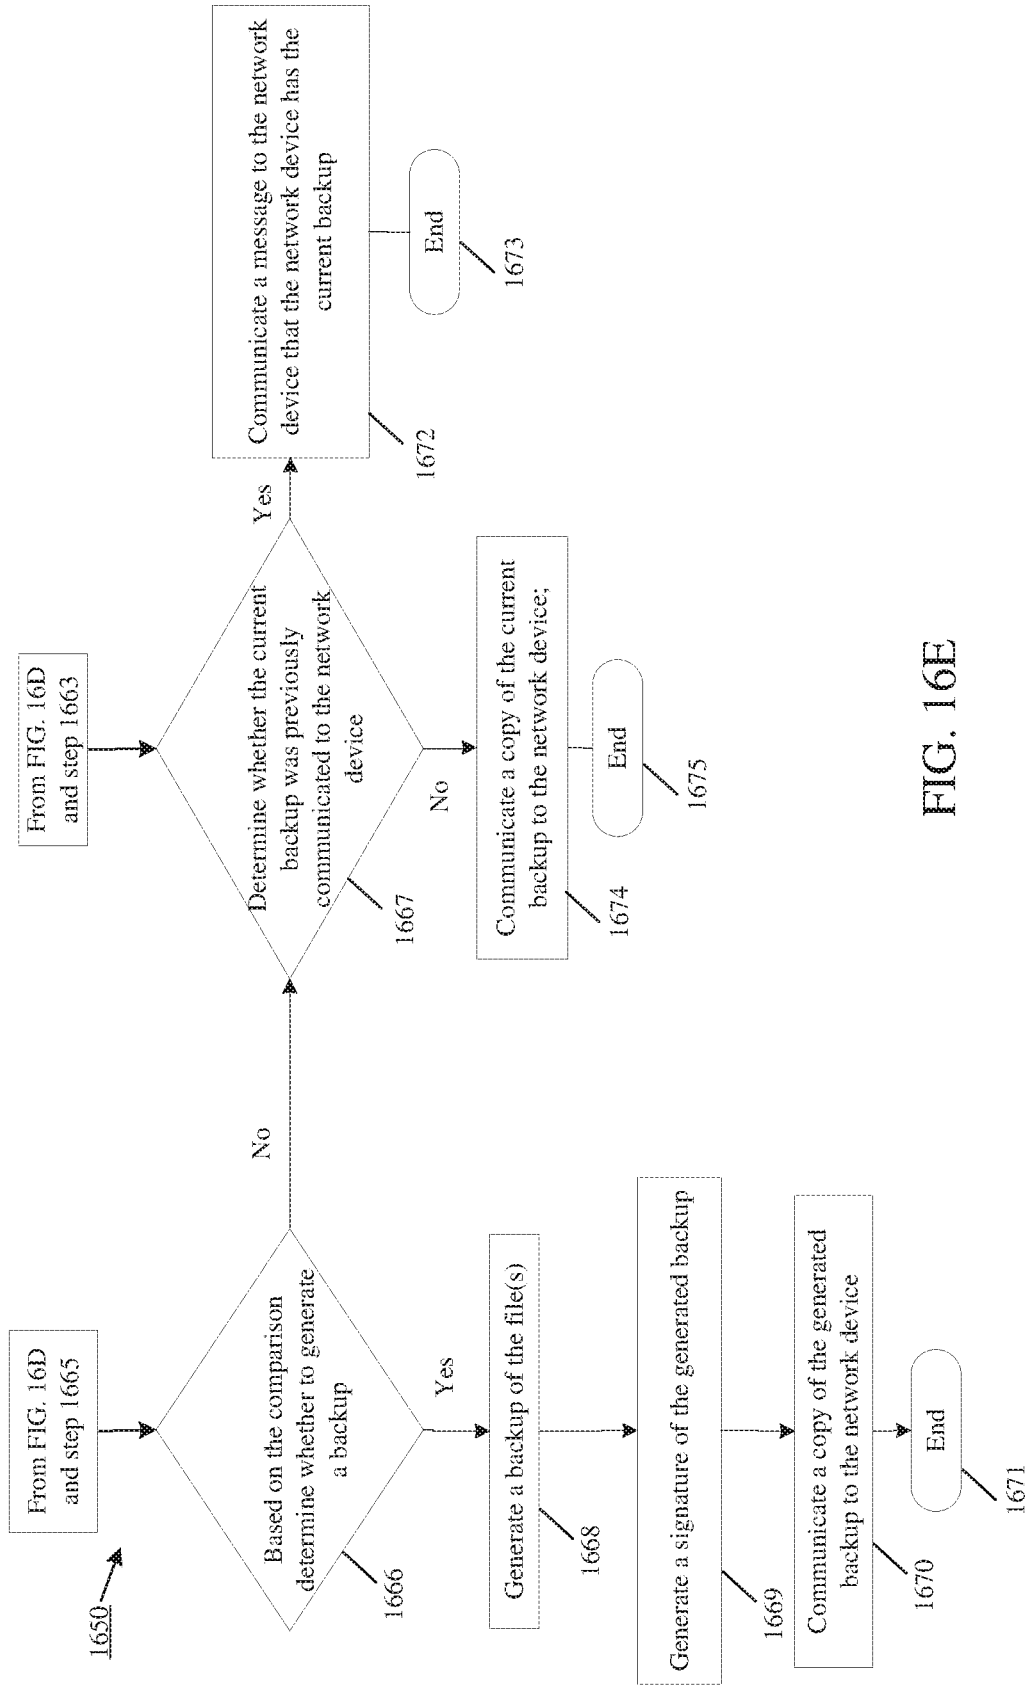 1650
From FIG. 16D
and step 1665
Based on the comparison
determine whether to generate
a backup
1666
No
Yes
Generate a backup of the file(s)
1668
Generate a signature of the generated backup
1669
Communicate a copy of the generated
backup to the network device
1670
End
1671
From FIG. 16D
and step 1663
Determine whether the current
backup was previously
communicated to the network
device
1667
Yes
No
Communicate a copy of the current
backup to the network device;
1674
End
1675
Communicate a message to the network
device that the network device has the
current backup
1672
End
1673
FIG. 16E